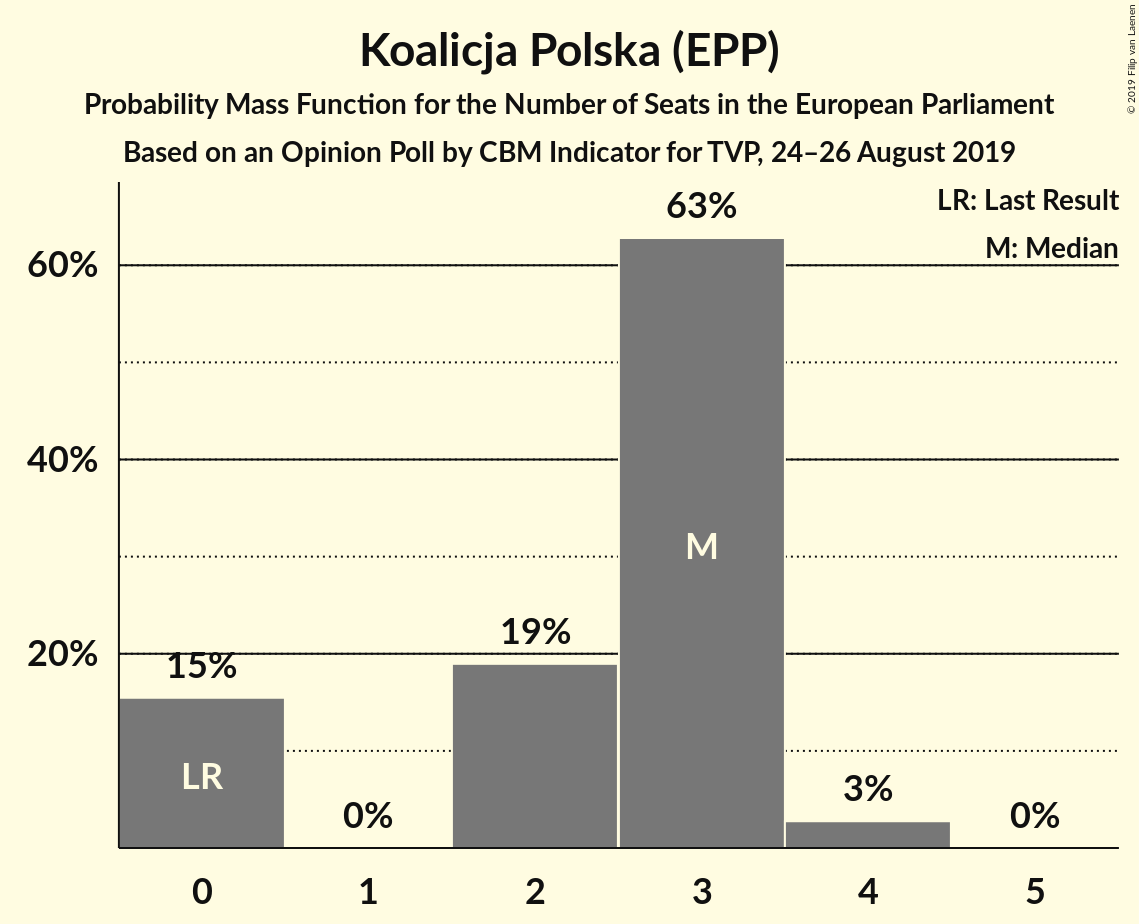 Koalicja Polska (EPP)
Probability Mass Function for the Number of Seats in the European Parliament
Based on an Opinion Poll by CBM Indicator for TVP, 24–26 August 2019
© 2019 Filip van Laenen
LR: Last Result
M: Median
60%
40%
20%
15%
0%
19%
63%
3%
0%
LR
M
0 1 2 3 4 5